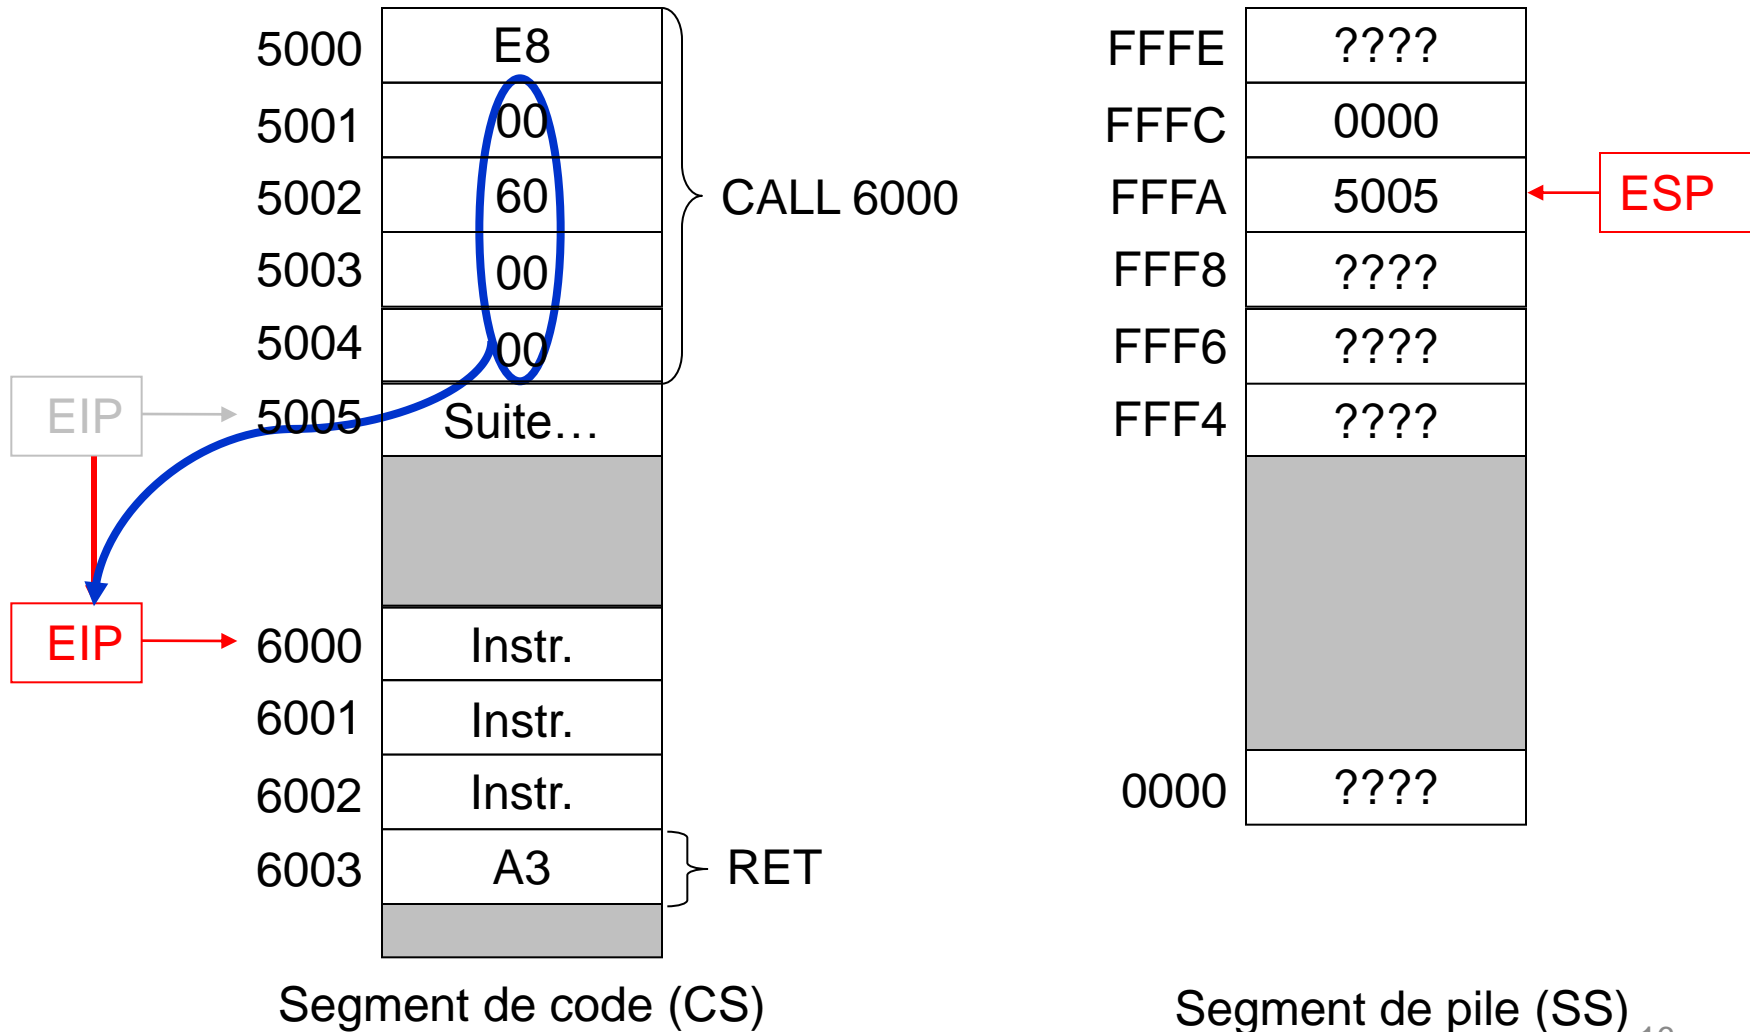 5000 E8
5001 00
5002 60
5003 00
5004 00
5005 Suite…
CALL 6000
EIP
EIP
6000 Instr.
6001 Instr.
6002 Instr.
6003 A3
RET
Segment de code (CS)
FFFE ????
FFFC 0000
FFFA 5005
ESP
FFF8 ????
FFF6 ????
FFF4 ????
0000 ????
Segment de pile (SS)